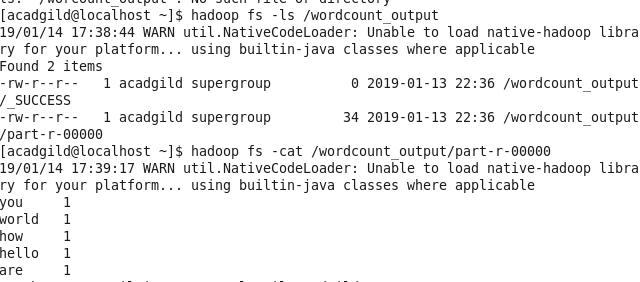 ls: `/wordcount_output': No such file or directory
[acadgild@localhost ~]$ hadoop fs -ls /wordcount_output
19/01/14 17:38:44 WARN util.NativeCodeLoader: Unable to load native-hadoop libra
ry for your platform... using builtin-java classes where applicable
Found 2 items
-rw-r--r--   1 acadgild supergroup          0 2019-01-13 22:36 /wordcount_output
/_SUCCESS
-rw-r--r--   1 acadgild supergroup         34 2019-01-13 22:36 /wordcount_output
/part-r-00000
[acadgild@localhost ~]$ hadoop fs -cat /wordcount_output/part-r-00000
19/01/14 17:39:17 WARN util.NativeCodeLoader: Unable to load native-hadoop libra
ry for your platform... using builtin-java classes where applicable
you     1
world   1
how     1
hello   1
are     1